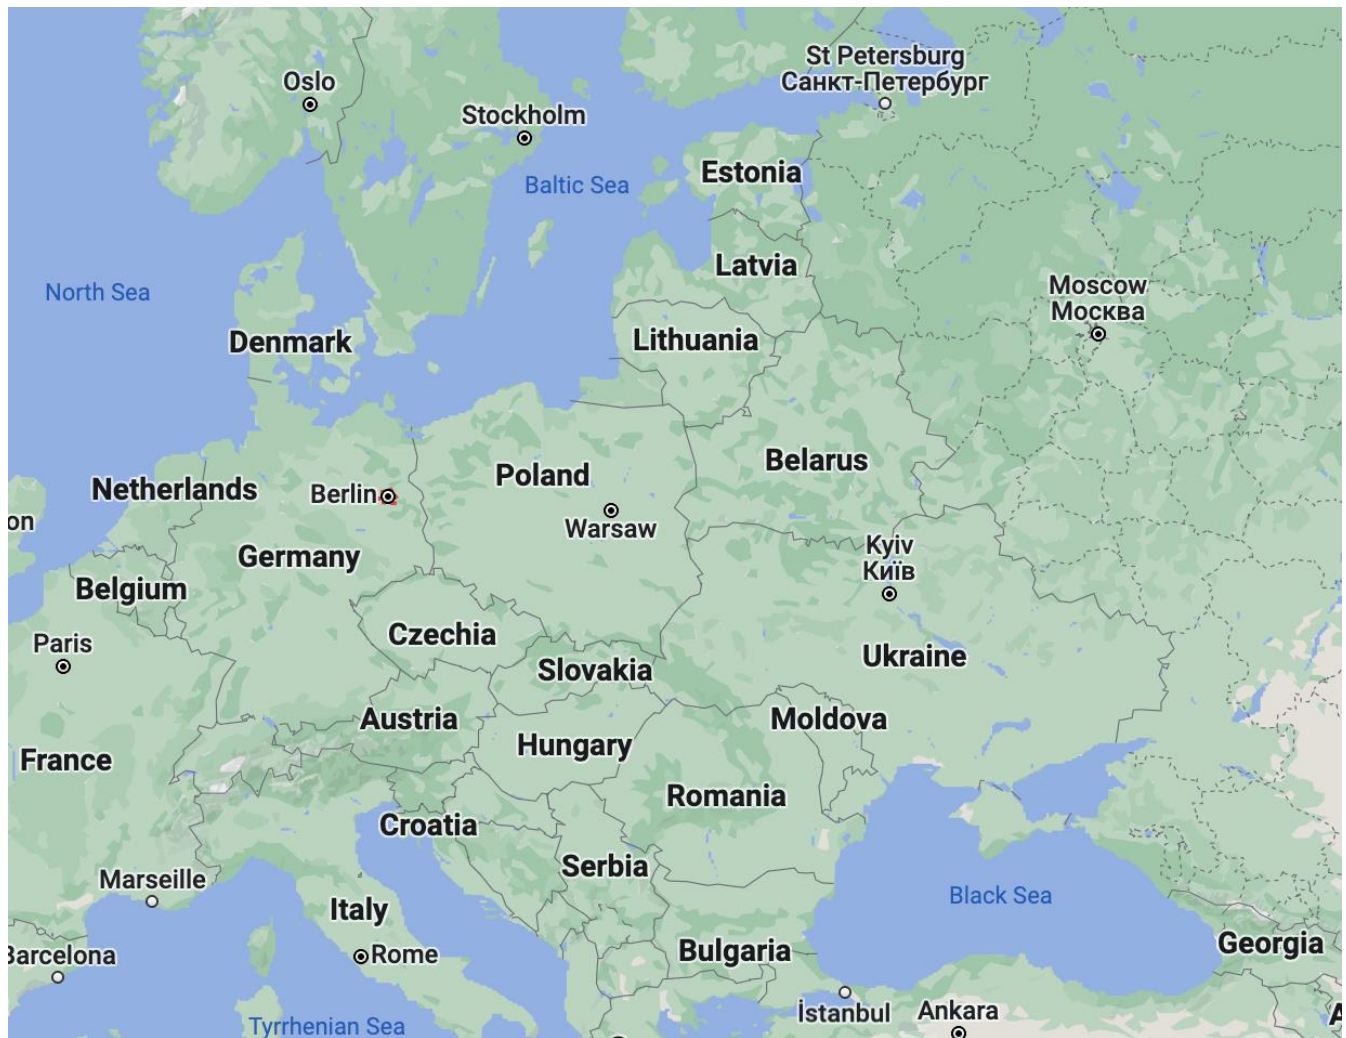 St Petersburg
Санкт-Петербург
Oslo
Stockholm
Estonia
Baltic Sea
Latvia
North Sea
Moscow
Москва
Denmark
Lithuania
Belarus
Poland
Netherlands
Berlin
on
Warsaw
Germany
Kyiv
Київ
Belgium
Czechia
Paris
Ukraine
Slovakia
Austria
Moldova
Hungary
France
Romania
Croatia
Serbia
Marseille
Black Sea
Italy
Georgia
Bulgaria
Barcelona
Rome
İstanbul
Ankara
A
Tyrrhenian Sea